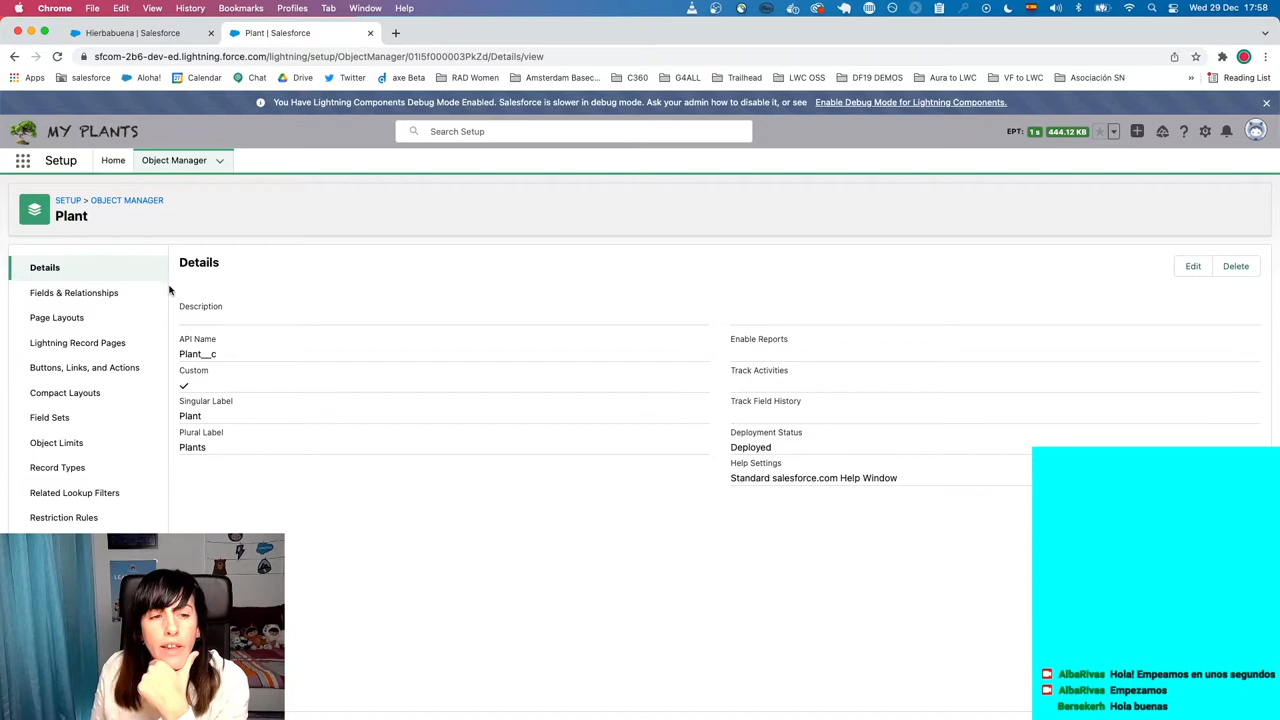 Chrome File Edit View History Bookmarks Profiles Tab Window Help Wed 29 Dec 17:58
Hierbabuena | Salesforce
Plant | Salesforce
sfcom-2b6-dev-ed.lightning.force.com/lightning/setup/ObjectManager/01I5f000003PkZd/Details/view
Apps salesforce Aloha! Calendar Chat Drive Twitter axe Beta RAD Women Amsterdam Basec... C360 G4ALL Trailhead LWC OSS DF19 DEMOS Aura to LWC VF to LWC Asociación SN » Reading List
You Have Lightning Components Debug Mode Enabled. Salesforce is slower in debug mode. Ask your admin how to disable it, or see Enable Debug Mode for Lightning Components.
MY PLANTS
Search Setup
EPT: 1 s 444.12 KB
Setup Home Object Manager
SETUP > OBJECT MANAGER
Plant
Details
Fields & Relationships
Page Layouts
Lightning Record Pages
Buttons, Links, and Actions
Compact Layouts
Field Sets
Object Limits
Record Types
Related Lookup Filters
Restriction Rules
Details
Edit Delete
Description
API Name
Plant__c
Custom
Singular Label
Plant
Plural Label
Plants
Enable Reports
Track Activities
Track Field History
Deployment Status
Deployed
Help Settings
Standard salesforce.com Help Window
AlbaRivas Hola! Empeamos en unos segundos
AlbaRivas Empezamos
Bersekerh Hola buenas